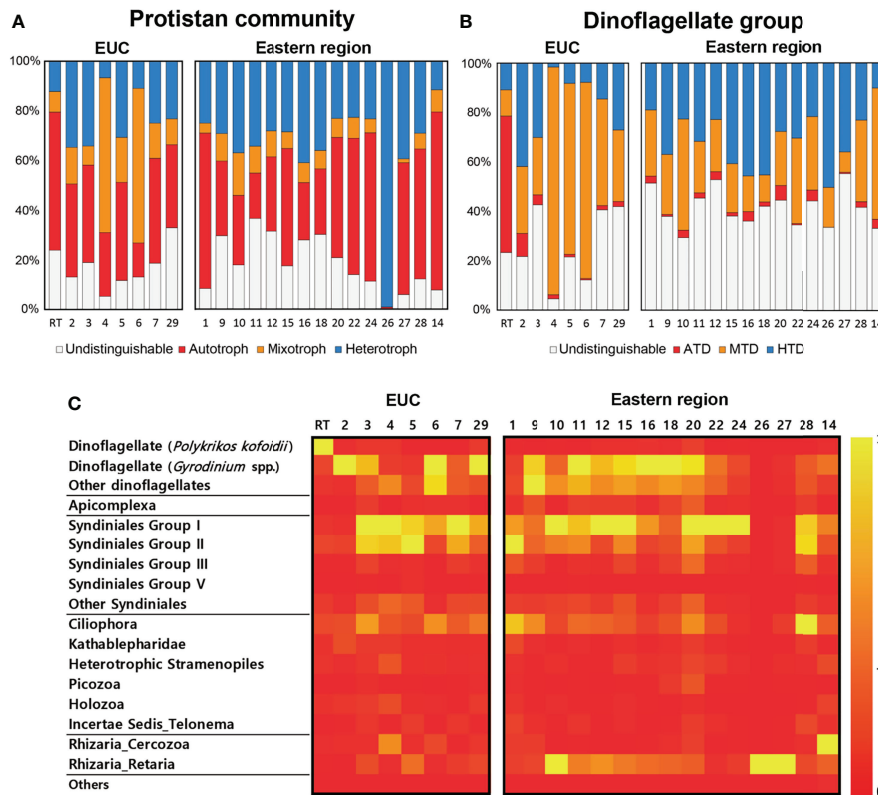 A Protistan community
EUC Eastern region
100%
80%
60%
40%
20%
0%
RT 2 3 4 5 6 7 29 1 9 10 11 12 15 16 18 20 22 24 26 27 28 14
Undistinguishable Autotroph Mixotroph Heterotroph
B Dinoflagellate group
EUC Eastern region
100%
80%
60%
40%
20%
0%
RT 2 3 4 5 6 7 29 1 9 10 11 12 15 16 18 20 22 24 26 27 28 14
Undistinguishable ATD MTD HTD
C EUC Eastern region
RT 2 3 4 5 6 7 29 1 9 10 11 12 15 16 18 20 22 24 26 27 28 14
Dinoflagellate (Polykrikos kofoidii)
Dinoflagellate (Gyrodinium spp.)
Other dinoflagellates
Apicomplexa
Syndiniales Group I
Syndiniales Group II
Syndiniales Group III
Syndiniales Group V
Other Syndiniales
Ciliophora
Kathablepharidae
Heterotrophic Stramenopiles
Picozoa
Holozoa
Incertae Sedis_Telonema
Rhizaria_Cercozoa
Rhizaria_Retaria
Others